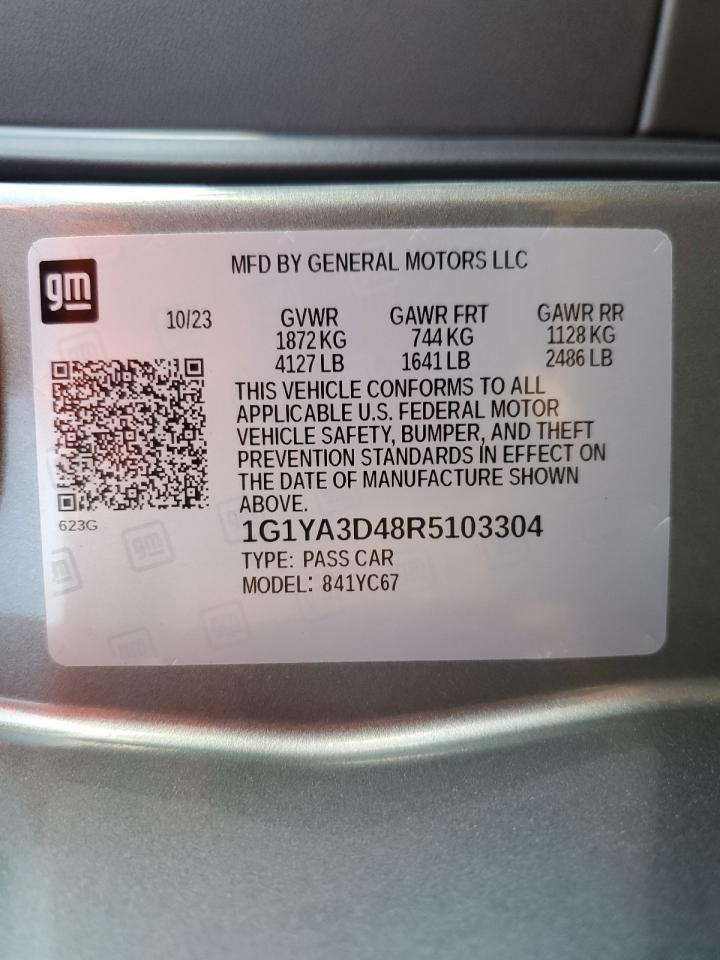 gm
MFD BY GENERAL MOTORS LLC
10/23 GVWR GAWR FRT GAWR RR
1872 KG 744 KG 1128 KG
4127 LB 1641 LB 2486 LB
THIS VEHICLE CONFORMS TO ALL
APPLICABLE U.S. FEDERAL MOTOR
VEHICLE SAFETY, BUMPER, AND THEFT
PREVENTION STANDARDS IN EFFECT ON
THE DATE OF MANUFACTURE SHOWN
ABOVE.
623G
1G1YA3D48R5103304
TYPE: PASS CAR
MODEL: 841YC67